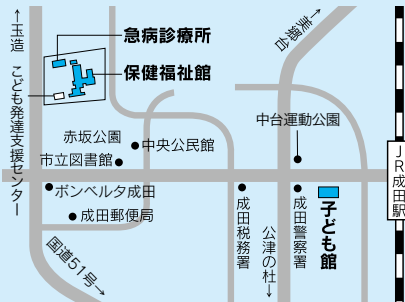 ←玉造
こども発達支援センター
急病診療所
保健福祉館
→美郷台
赤坂公園
中央公民館
市立図書館
中台運動公園
ボンベルタ成田
成田郵便局
国道51号→
成田税務署
公津の杜→
成田警察署
子ども館
JR成田駅